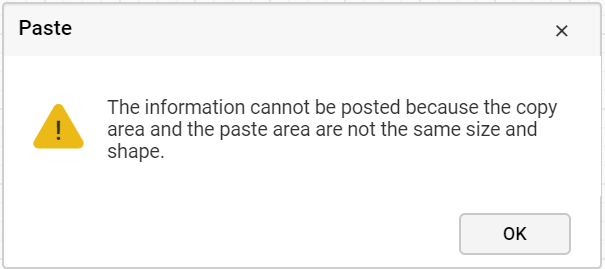 Paste
The information cannot be posted because the copy
area and the paste area are not the same size and
shape.
OK